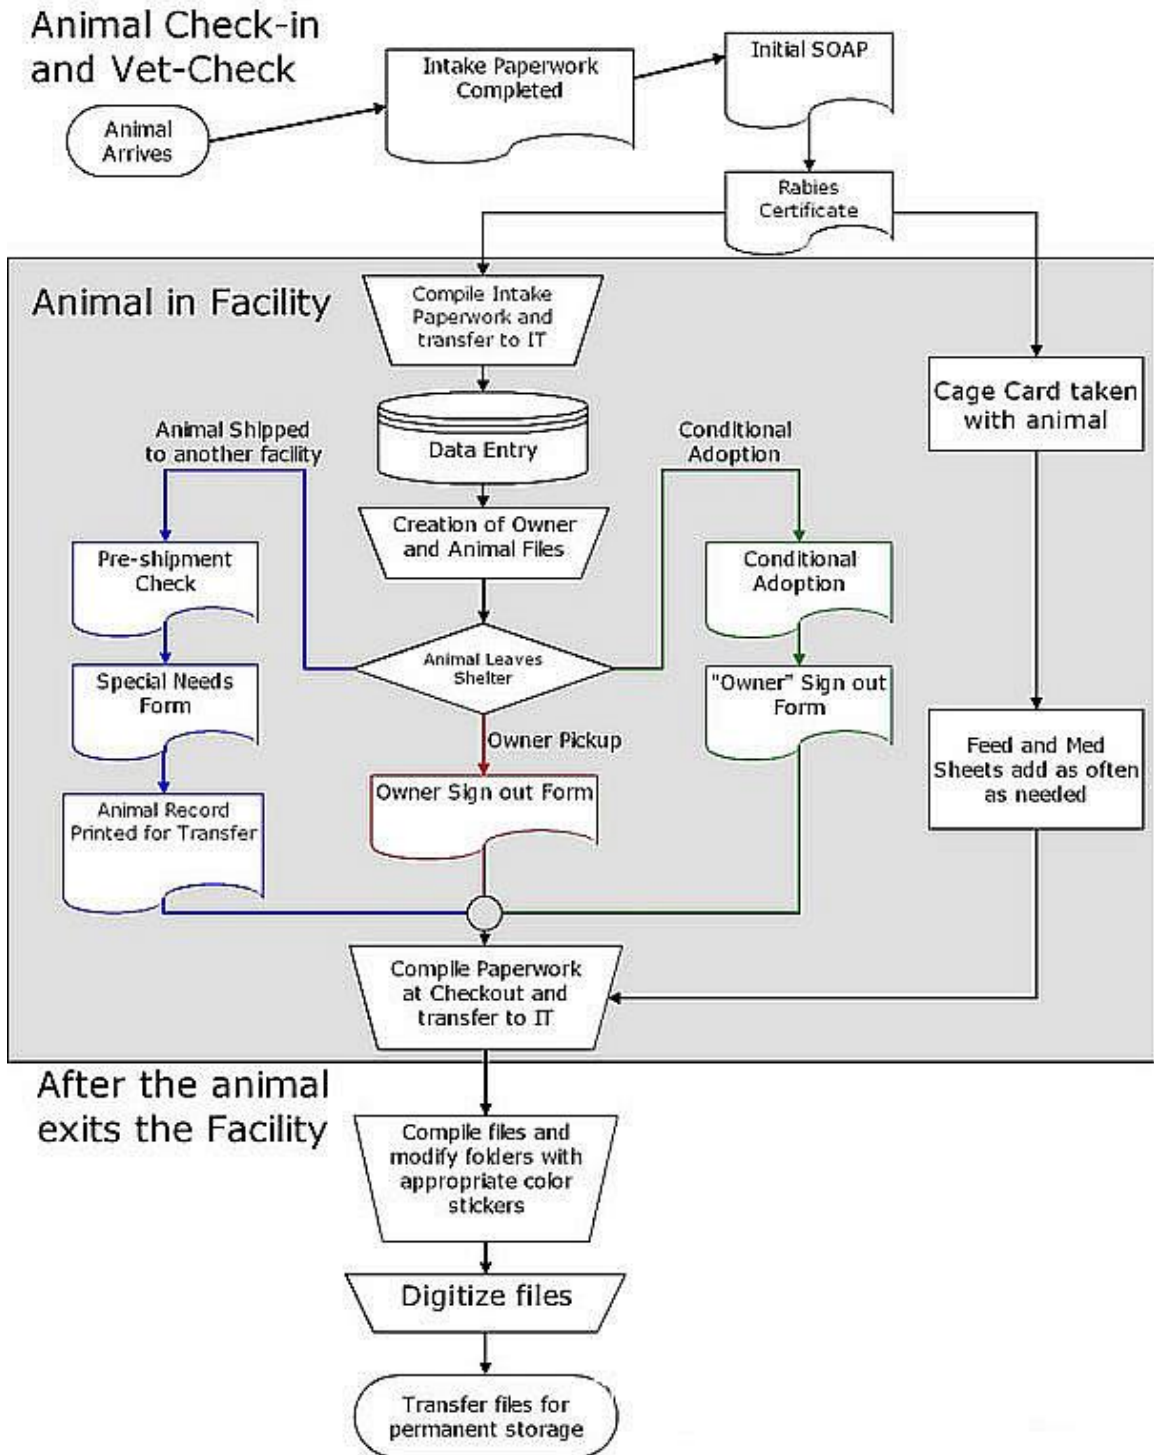 Animal Check-in
and Vet-Check
Animal
Arrives
Intake Paperwork
Completed
Initial SOAP
Rabies
Certificate
Animal in Facility
Compile Intake
Paperwork and
transfer to IT
Cage Card taken
with animal
Data Entry
Animal Shipped
to another facility
Conditional
Adoption
Creation of Owner
and Animal Files
Pre-shipment
Check
Conditional
Adoption
Animal Leaves
Shelter
Special Needs
Form
"Owner" Sign out
Form
Owner Pickup
Feed and Med
Sheets add as often
as needed
Owner Sign out Form
Animal Record
Printed for Transfer
Compile Paperwork
at Checkout and
transfer to IT
After the animal
exits the Facility
Compile files and
modify folders with
appropriate color
stickers
Digitize files
Transfer files for
permanent storage